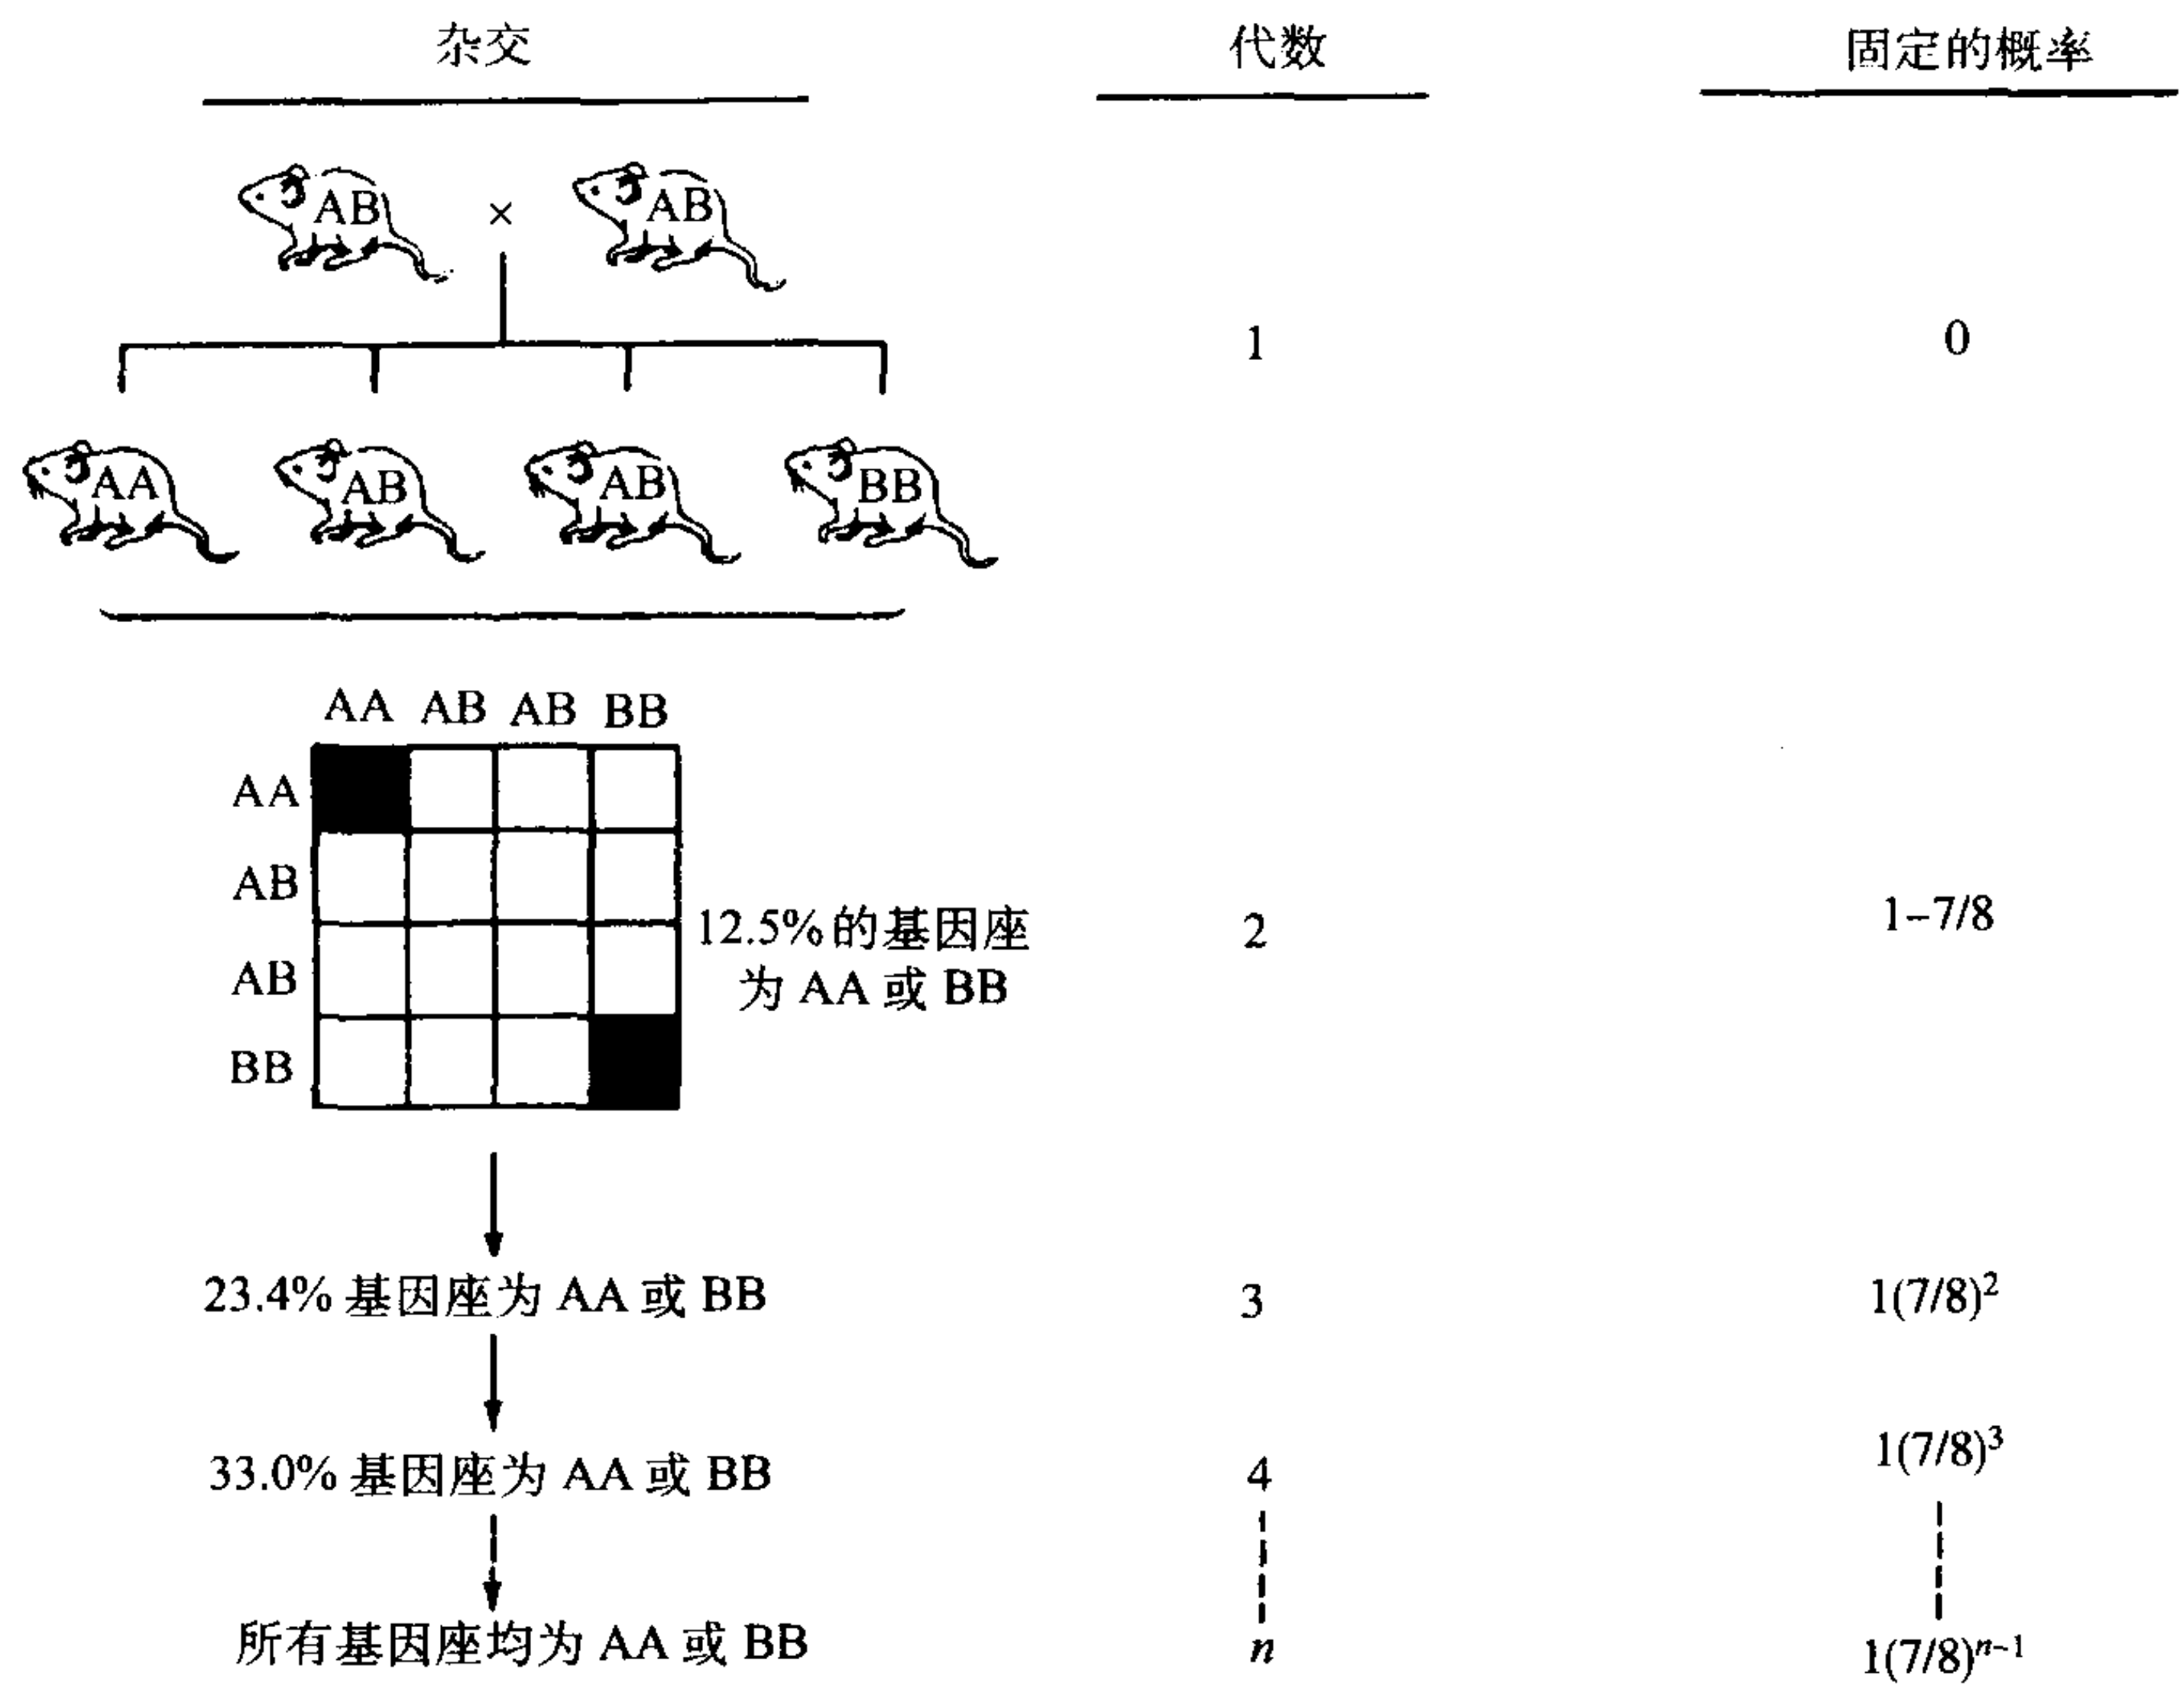 杂交 代数 固定的概率
AB × AB
1 0
AA AB AB BB
AA AB AB BB
AA
AB
12.5%的基因座 2 1-7/8
AB 为 AA 或 BB
BB
23.4% 基因座为 AA 或 BB 3 1(7/8)²
33.0% 基因座为 AA 或 BB 4 1(7/8)³
所有基因座均为 AA 或 BB n 1(7/8)ⁿ⁻¹